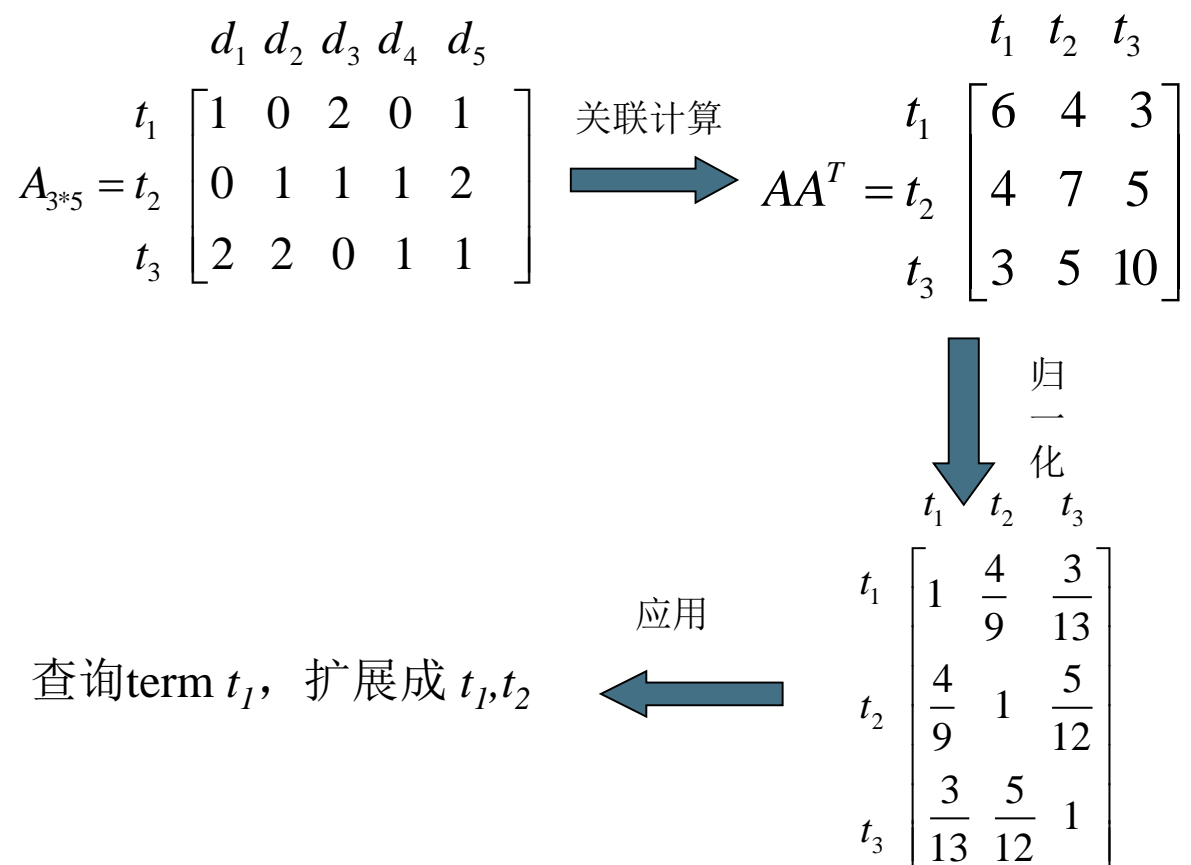 d₁ d₂ d₃ d₄ d₅
t₁ 1 0 2 0 1
A₃*₅ = t₂ 0 1 1 1 2
t₃ 2 2 0 1 1
关联计算
t₁ t₂ t₃
t₁ 6 4 3
AAᵀ = t₂ 4 7 5
t₃ 3 5 10
归
一
化
t₁ t₂ t₃
t₁ 1 4/9 3/13
t₂ 4/9 1 5/12
t₃ 3/13 5/12 1
应用
查询term t₁，扩展成 t₁,t₂